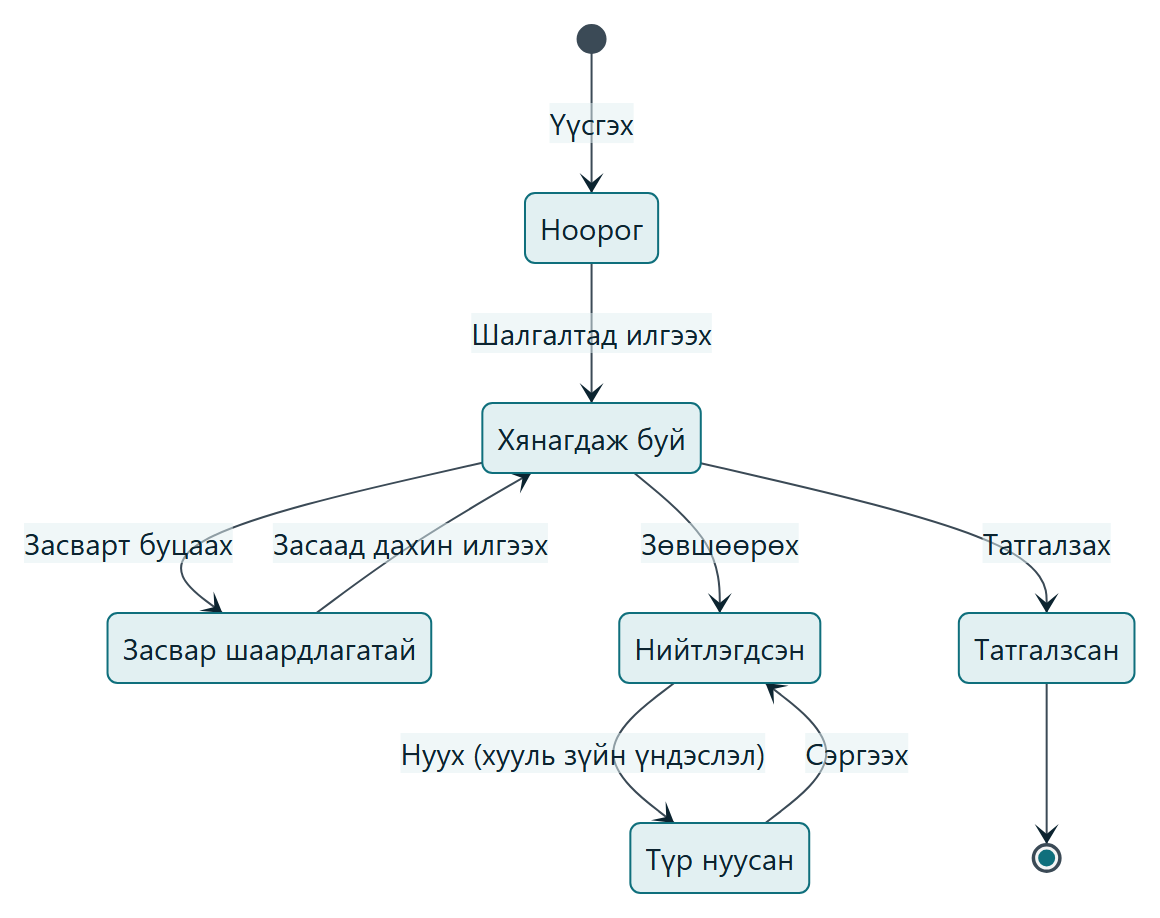 Үүсгэх
Ноорог
Шалгалтад илгээх
Хянагдаж буй
Засварт буцаах
Засаад дахин илгээх
Зөвшөөрөх
Татгалзах
Засвар шаардлагатай
Нийтлэгдсэн
Татгалзсан
Нуух (хууль зүйн үндэслэл)
Сэргээх
Түр нуусан